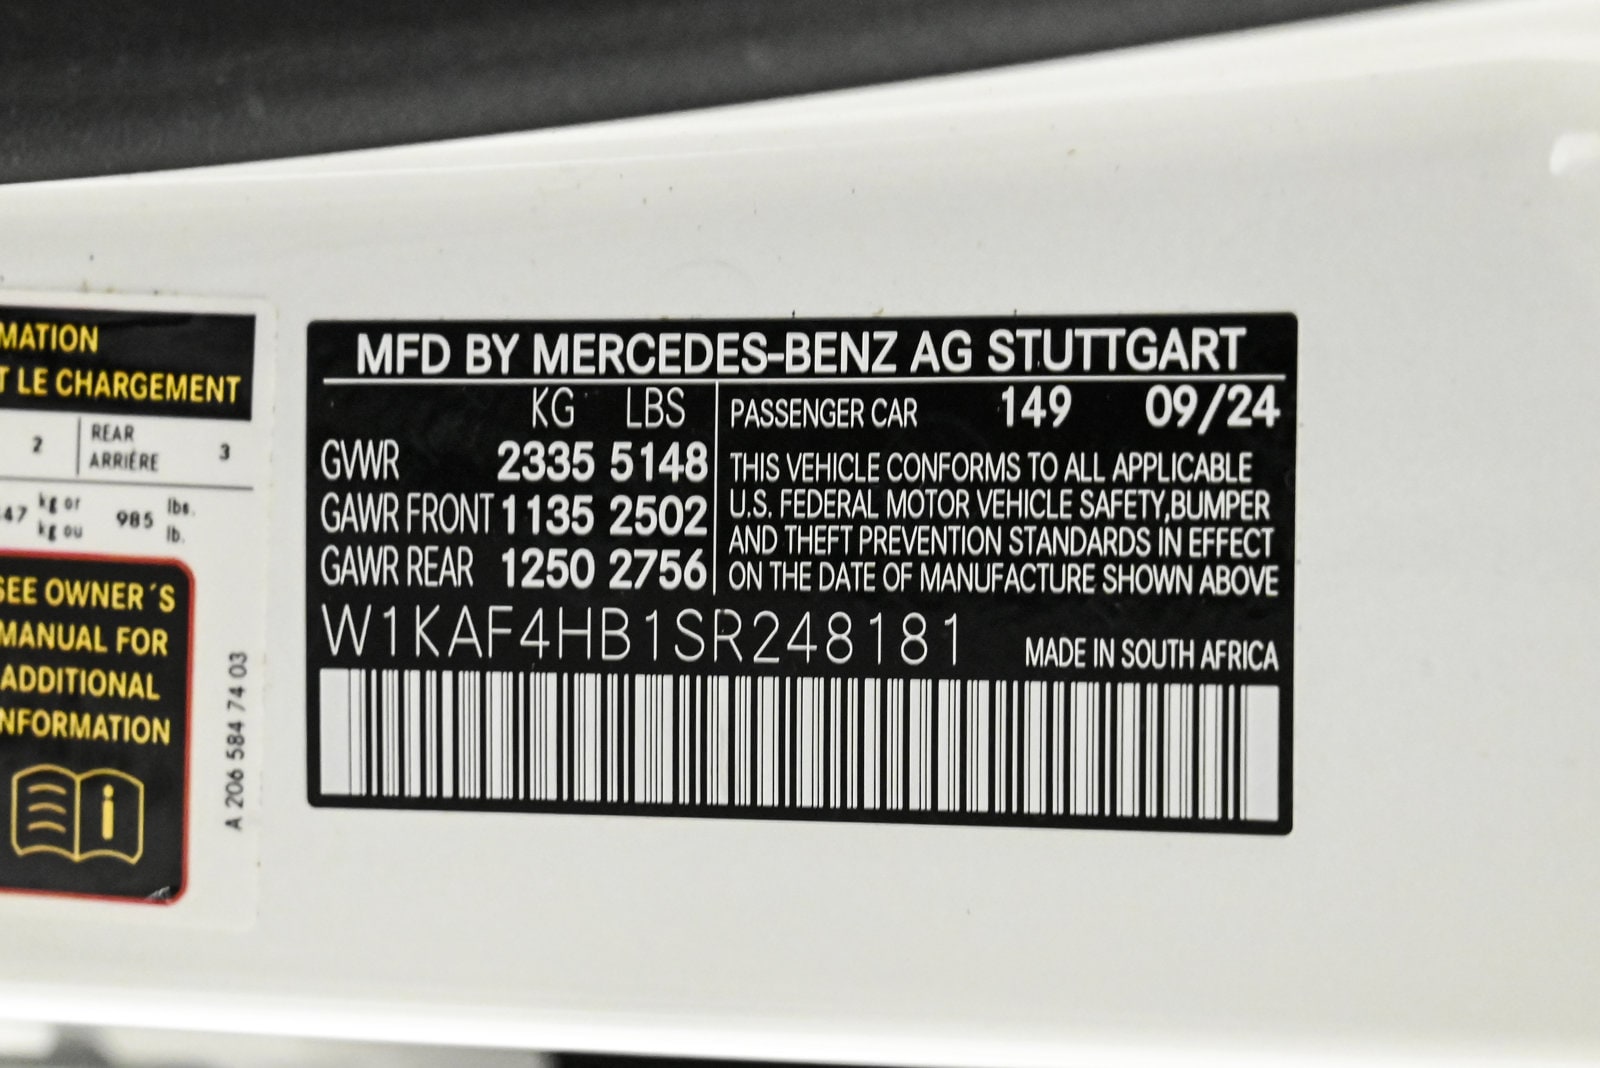 MATION
T LE CHARGEMENT
2
REAR
ARRIÉRE
3
47 kg or
kg ou
985 lbs.
lb.
SEE OWNER´S
MANUAL FOR
ADDITIONAL
NFORMATION
A 206 584 74 03
MFD BY MERCEDES-BENZ AG STUTTGART
KG LBS
GVWR 2335 5148
GAWR FRONT 1135 2502
GAWR REAR 1250 2756
PASSENGER CAR 149 09/24
THIS VEHICLE CONFORMS TO ALL APPLICABLE
U.S. FEDERAL MOTOR VEHICLE SAFETY,BUMPER
AND THEFT PREVENTION STANDARDS IN EFFECT
ON THE DATE OF MANUFACTURE SHOWN ABOVE
W1KAF4HB1SR248181
MADE IN SOUTH AFRICA